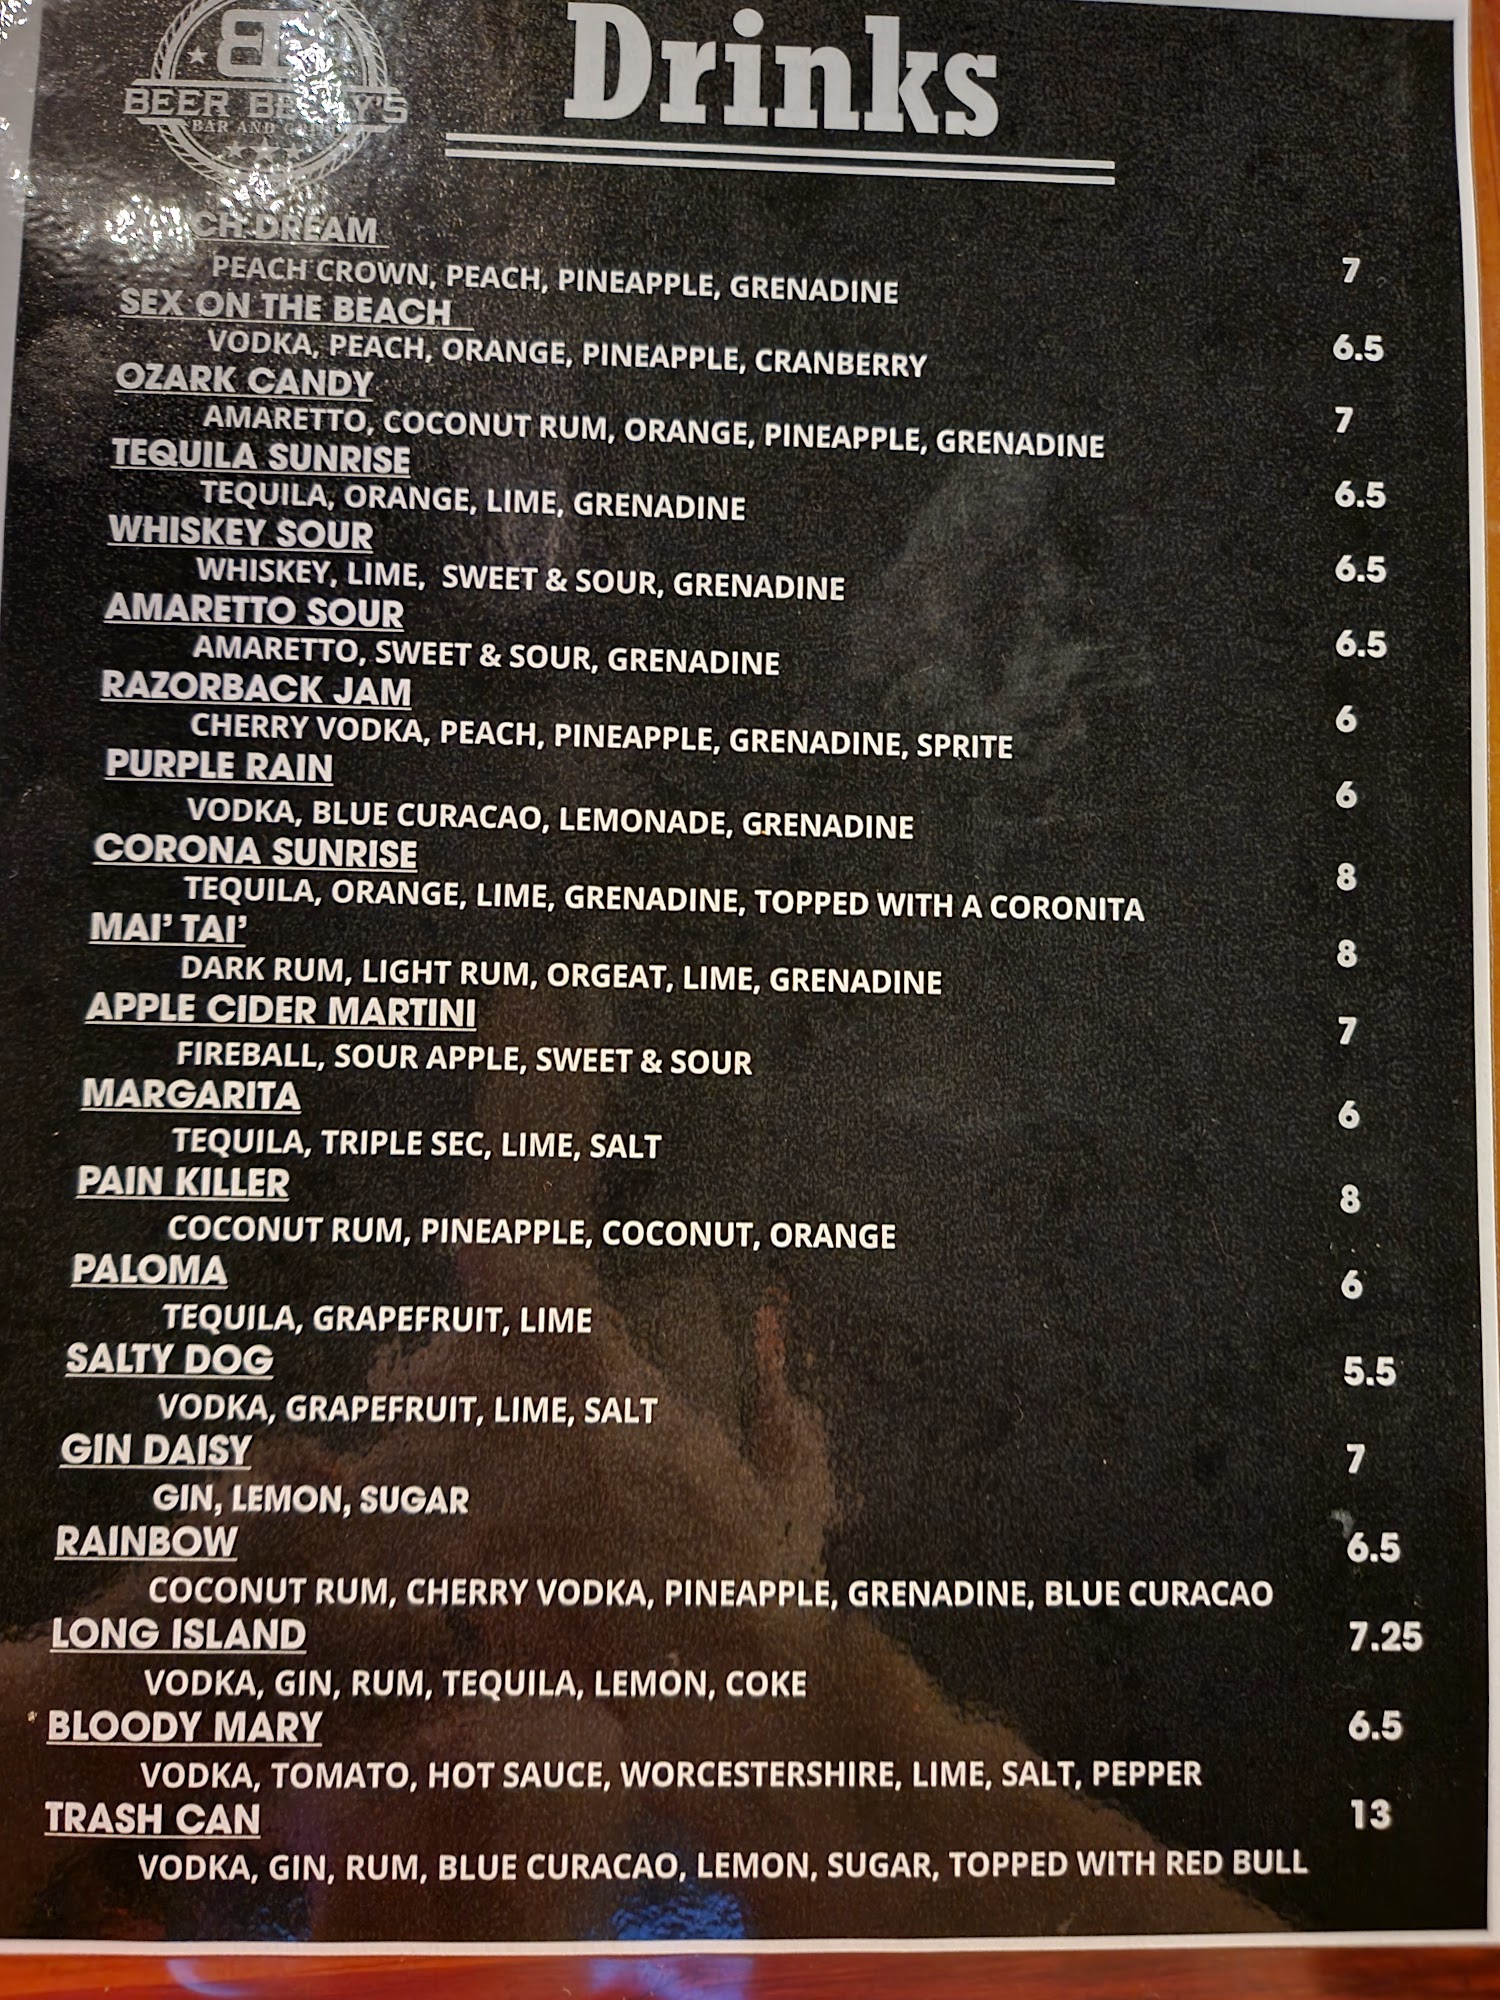 BEER BELLY'S
BAR AND GRILL
Drinks
DREAM 7
PEACH CROWN, PEACH, PINEAPPLE, GRENADINE
SEX ON THE BEACH 6.5
VODKA, PEACH, ORANGE, PINEAPPLE, CRANBERRY
OZARK CANDY 7
AMARETTO, COCONUT RUM, ORANGE, PINEAPPLE, GRENADINE
TEQUILA SUNRISE 6.5
TEQUILA, ORANGE, LIME, GRENADINE
WHISKEY SOUR 6.5
WHISKEY, LIME, SWEET & SOUR, GRENADINE
AMARETTO SOUR 6.5
AMARETTO, SWEET & SOUR, GRENADINE
RAZORBACK JAM 6
CHERRY VODKA, PEACH, PINEAPPLE, GRENADINE, SPRITE
PURPLE RAIN 6
VODKA, BLUE CURACAO, LEMONADE, GRENADINE
CORONA SUNRISE 8
TEQUILA, ORANGE, LIME, GRENADINE, TOPPED WITH A CORONITA
MAI' TAI' 8
DARK RUM, LIGHT RUM, ORGEAT, LIME, GRENADINE
APPLE CIDER MARTINI 7
FIREBALL, SOUR APPLE, SWEET & SOUR
MARGARITA 6
TEQUILA, TRIPLE SEC, LIME, SALT
PAIN KILLER 8
COCONUT RUM, PINEAPPLE, COCONUT, ORANGE
PALOMA 6
TEQUILA, GRAPEFRUIT, LIME
SALTY DOG 5.5
VODKA, GRAPEFRUIT, LIME, SALT
GIN DAISY 7
GIN, LEMON, SUGAR
RAINBOW 6.5
COCONUT RUM, CHERRY VODKA, PINEAPPLE, GRENADINE, BLUE CURACAO
LONG ISLAND 7.25
VODKA, GIN, RUM, TEQUILA, LEMON, COKE
BLOODY MARY 6.5
VODKA, TOMATO, HOT SAUCE, WORCESTERSHIRE, LIME, SALT, PEPPER
TRASH CAN 13
VODKA, GIN, RUM, BLUE CURACAO, LEMON, SUGAR, TOPPED WITH RED BULL